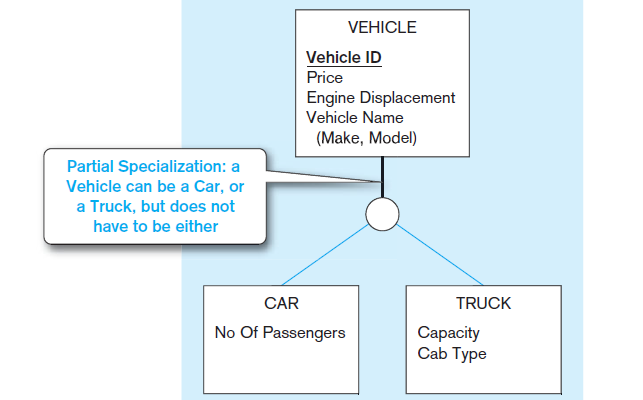 VEHICLE
Vehicle ID
Price
Engine Displacement
Vehicle Name
(Make, Model)
Partial Specialization: a
Vehicle can be a Car, or
a Truck, but does not
have to be either
CAR
No Of Passengers
TRUCK
Capacity
Cab Type